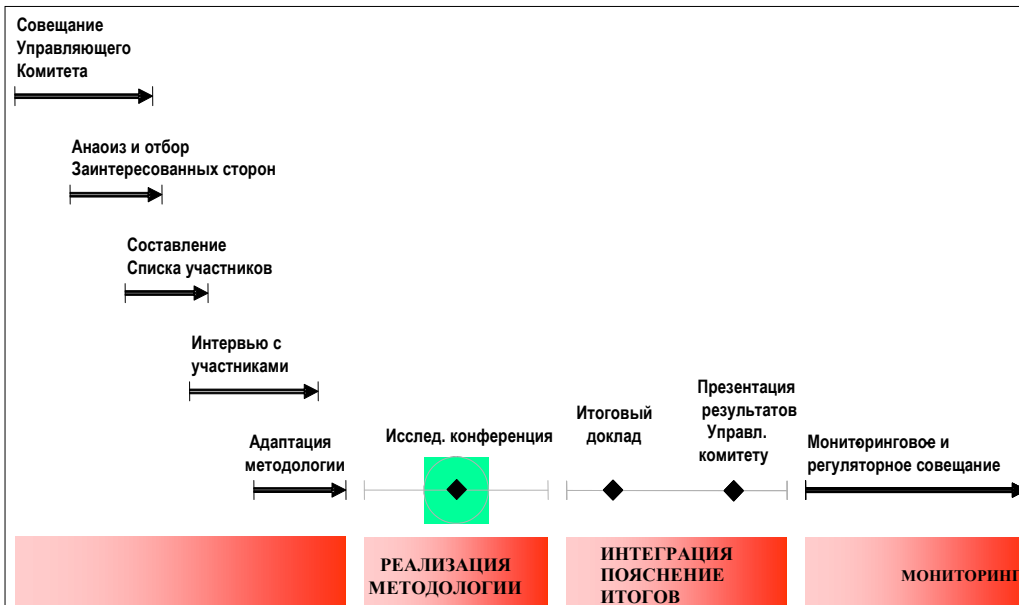 Совещание
Управляющего
Комитета
Анаоиз и отбор
Заинтересованных сторон
Составление
Списка участников
Интервью с
участниками
Адаптация
методологии
Исслед. конференция
Итоговый
доклад
Презентация
результатов
Управл.
комитету
Мониторинговое и
регуляторное совещание
РЕАЛИЗАЦИЯ
МЕТОДОЛОГИИ
ИНТЕГРАЦИЯ
ПОЯСНЕНИЕ
ИТОГОВ
МОНИТОРИНГ